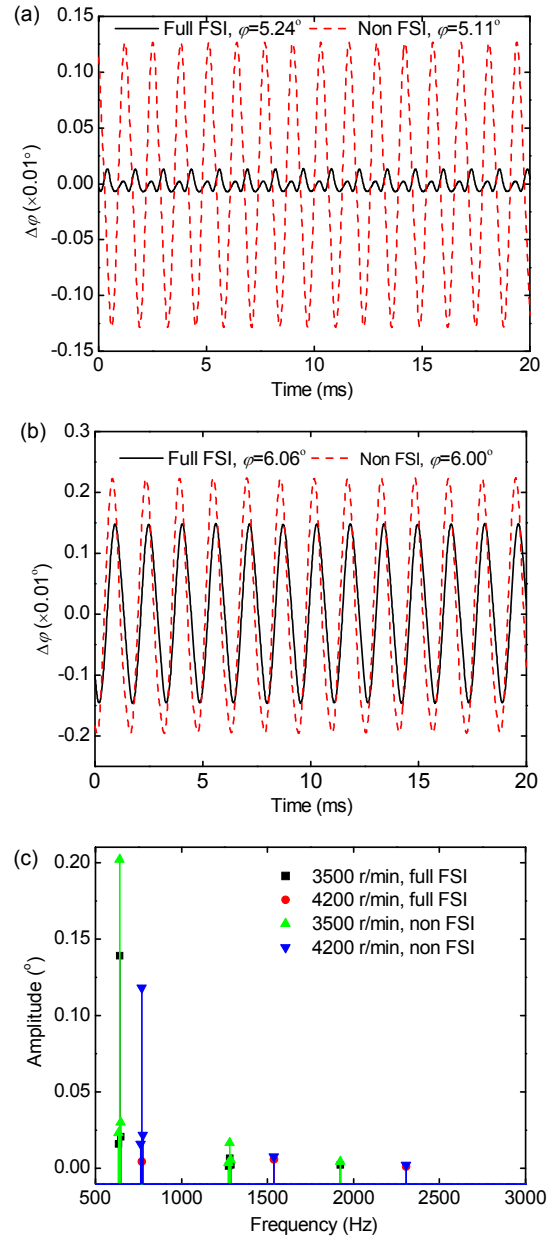 (a)
Full FSI, φ=5.24°
Non FSI, φ=5.11°
0.15
0.10
0.05
0.00
-0.05
-0.10
-0.15
Δφ (×0.01°)
0 5 10 15 20
Time (ms)
(b)
Full FSI, φ=6.06°
Non FSI, φ=6.00°
0.3
0.2
0.1
0.0
-0.1
-0.2
Δφ (×0.01°)
0 5 10 15 20
Time (ms)
(c)
3500 r/min, full FSI
4200 r/min, full FSI
3500 r/min, non FSI
4200 r/min, non FSI
0.20
0.15
0.10
0.05
0.00
Amplitude (°)
500 1000 1500 2000 2500 3000
Frequency (Hz)